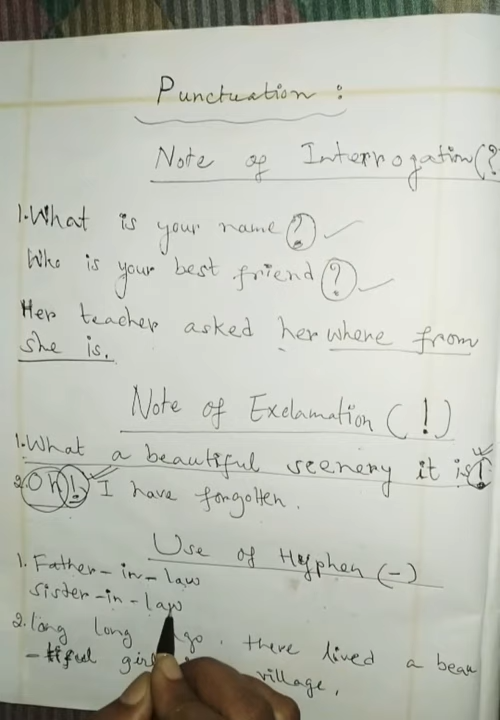 Punctuation :
Note of Interrogation (?
1. What is your name ?
Who is your best friend ?
Her teacher asked her where from
she is.
Note of Exclamation ( ! )
1. What a beautiful scenery it is !
2. Oh ! I have forgotten.
Use of Hyphen (-)
1. Father-in-law
sister-in-law
2. long long go, there lived a beau
-tiful girl village.